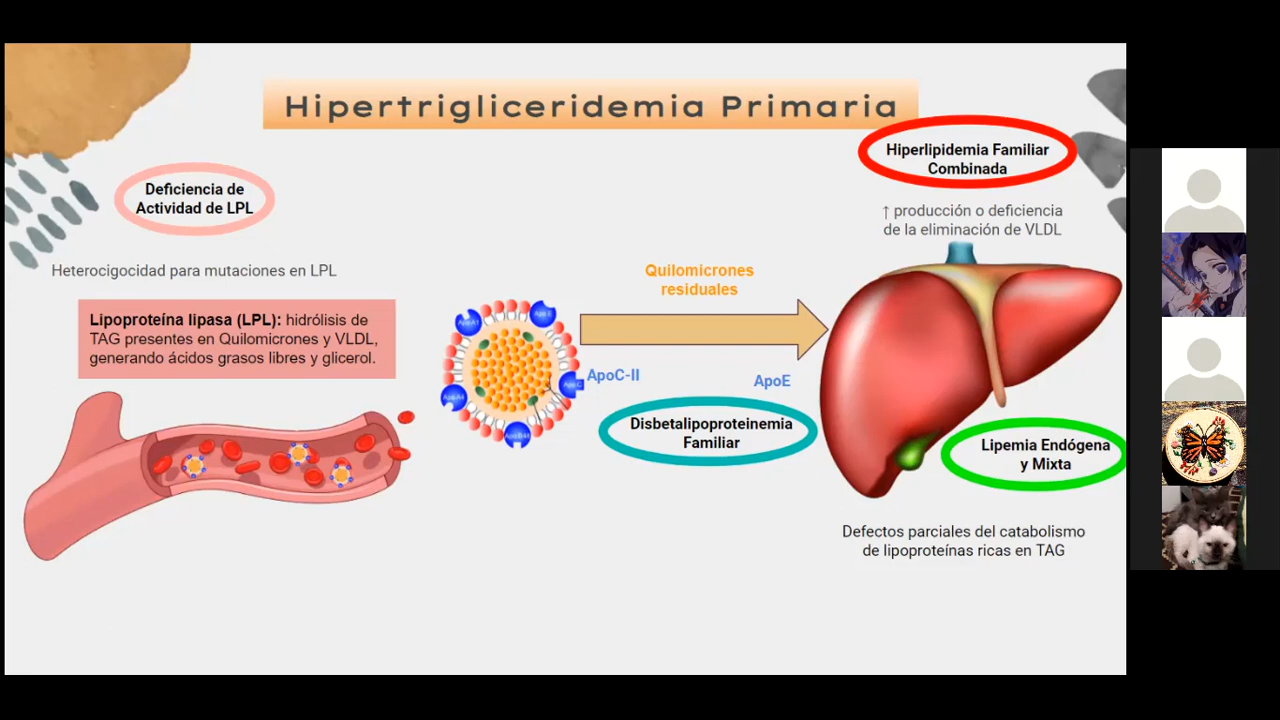 Hipertrigliceridemia Primaria
Hiperlipidemia Familiar
Combinada
Deficiencia de
Actividad de LPL
↑ producción o deficiencia
de la eliminación de VLDL
Heterocigocidad para mutaciones en LPL
Quilomicrones
residuales
Lipoproteína lipasa (LPL): hidrólisis de
TAG presentes en Quilomicrones y VLDL,
generando ácidos grasos libres y glicerol.
ApoC-II
ApoE
Disbetalipoproteinemia
Familiar
Lipemia Endógena
y Mixta
Defectos parciales del catabolismo
de lipoproteínas ricas en TAG